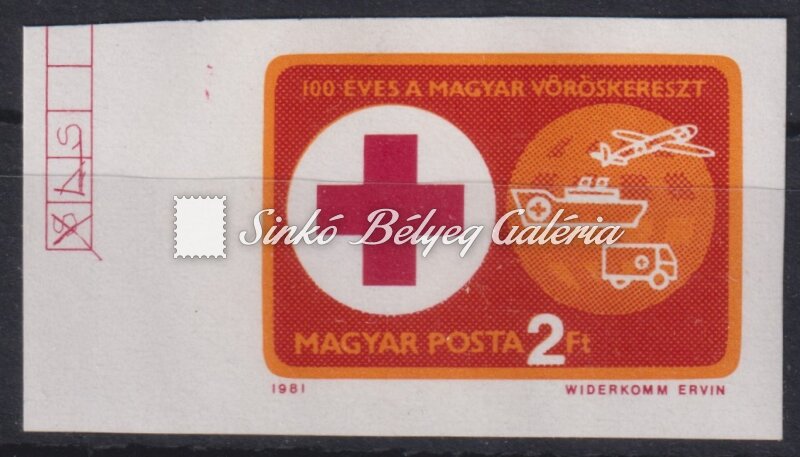 100 ÉVES A MAGYAR VÖRÖSKERESZT
Sinkó Bélyeg Galéria
MAGYAR POSTA 2Ft
1981 WIDERKOMM ERVIN